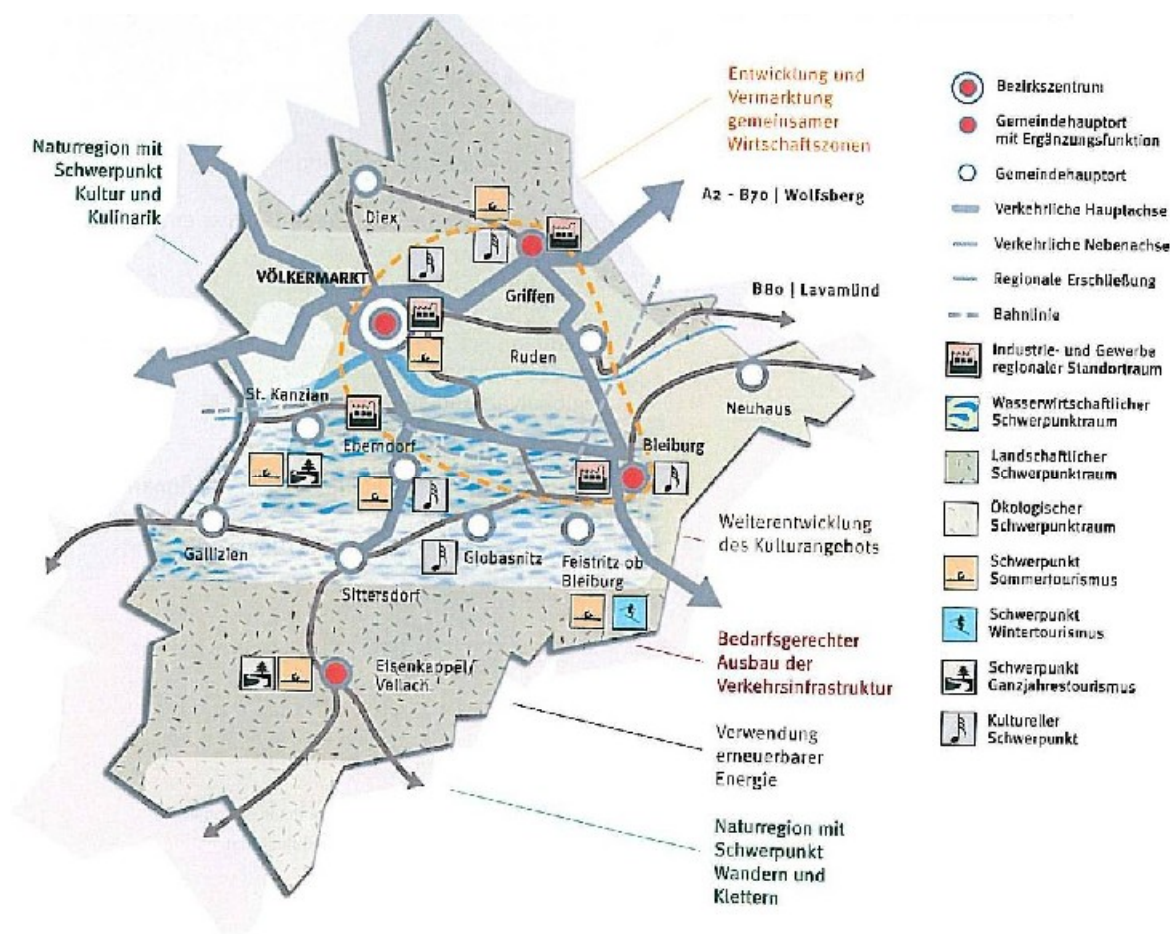 Entwicklung und
Vermarktung
gemeinsamer
Wirtschaftszonen
Naturregion mit
Schwerpunkt
Kultur und
Kulinarik
A2 - B70 | Wolfsberg
B80 | Lavamünd
Diex
VÖLKERMARKT
Griffen
Ruden
St. Kanzian
Neuhaus
Eberndorf
Bleiburg
Gallizien
Globasnitz
Feistritz ob
Bleiburg
Sittersdorf
Eisenkappel/
Vellach
Weiterentwicklung
des Kulturangebots
Bedarfsgerechter
Ausbau der
Verkehrsinfrastruktur
Verwendung
erneuerbarer
Energie
Naturregion mit
Schwerpunkt
Wandern und
Klettern
Bezirkszentrum
Gemeindehauptort
mit Ergänzungsfunktion
Gemeindehauptort
Verkehrliche Hauptachse
Verkehrliche Nebenachse
Regionale Erschließung
Bahnlinie
Industrie- und Gewerbe
regionaler Standortraum
Wasserwirtschaftlicher
Schwerpunktraum
Landschaftlicher
Schwerpunktraum
Ökologischer
Schwerpunktraum
Schwerpunkt
Sommertourismus
Schwerpunkt
Wintertourismus
Schwerpunkt
Ganzjahrestourismus
Kultureller
Schwerpunkt